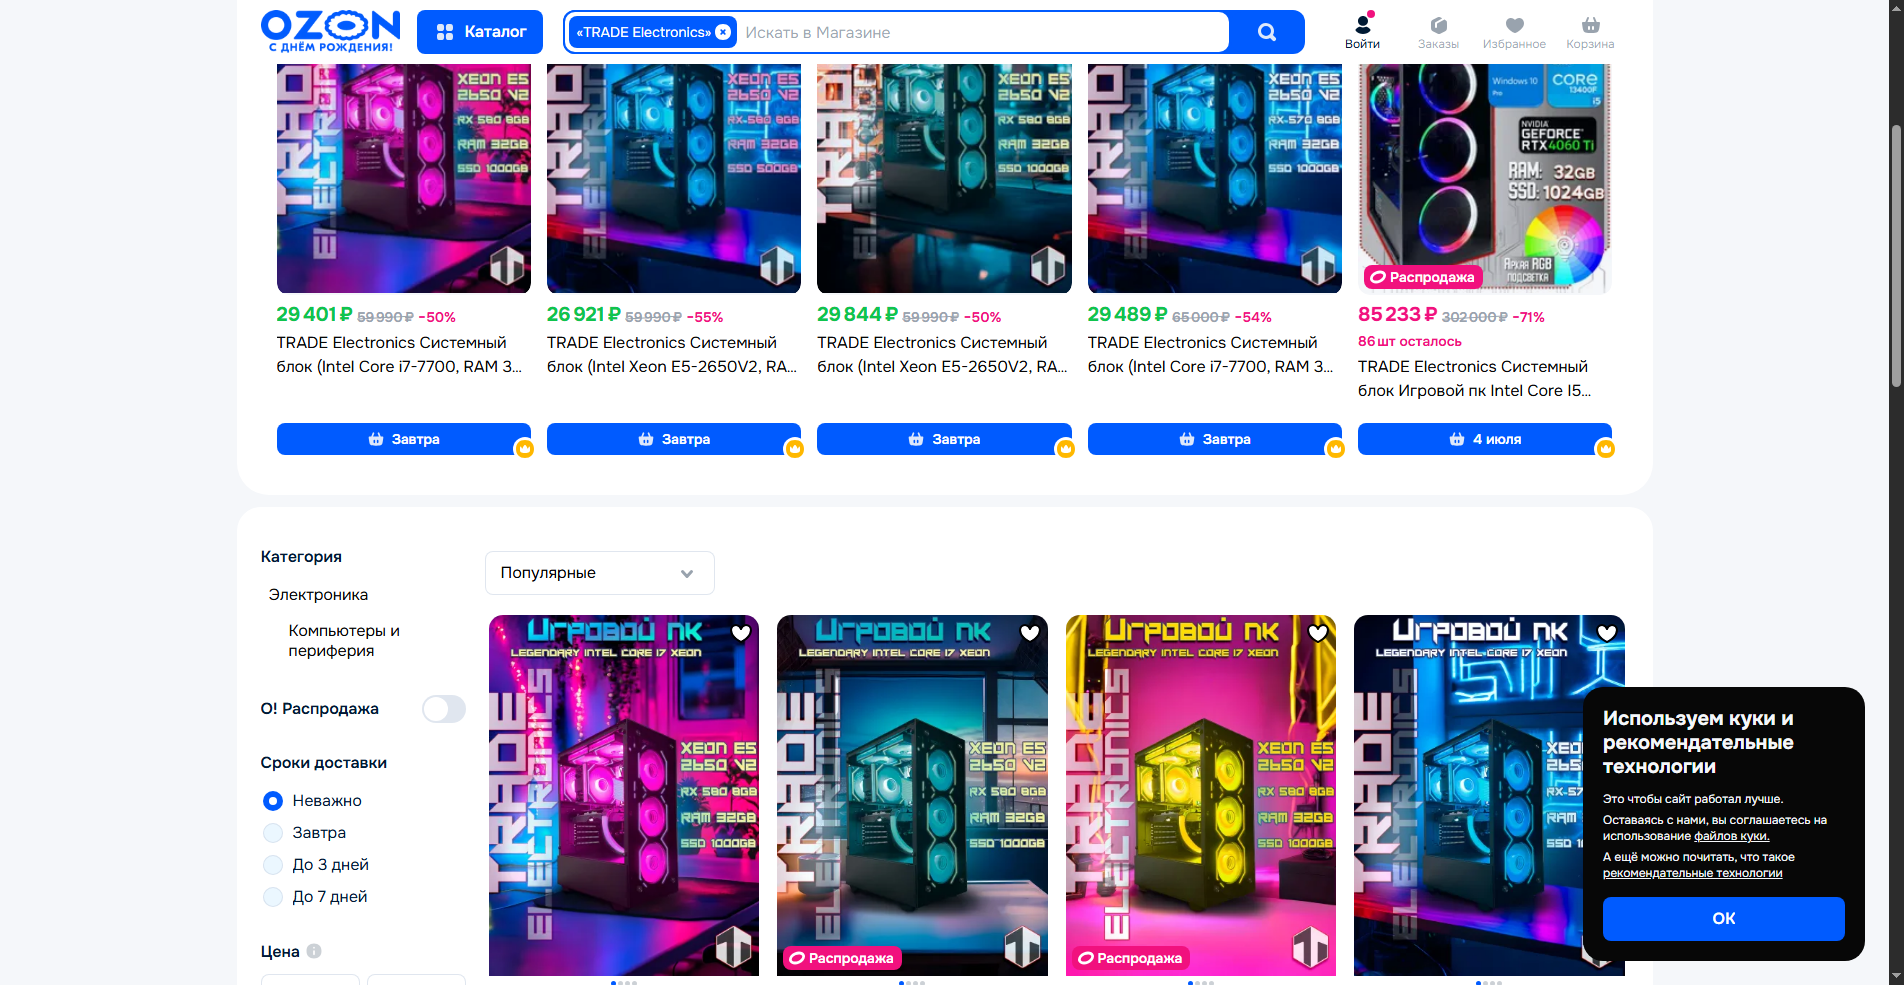 OZON
С ДНЁМ РОЖДЕНИЯ!
Каталог
«TRADE Electronics»
Искать в Магазине
Войти
Заказы
Избранное
Корзина
XEON E5
2650 V2
RX 580 8GB
RAM 32GB
SSD 1000GB
XEON E5
2650 V2
RX 580 8GB
RAM 32GB
SSD 500GB
XEON E5
2650 V2
RX 580 8GB
RAM 32GB
SSD 1000GB
XEON E5
2650 V2
RX-570 8GB
RAM 32GB
SSD 1000GB
Windows 10
Pro
CORE
13400F
i5
NVIDIA
GEFORCE
RTX 4060 Ti
RAM: 32GB
SSD: 1024GB
Яркая RGB
подсветка
Распродажа
29 401 ₽ 59 990 ₽ -50%
TRADE Electronics Системный
блок (Intel Core i7-7700, RAM 3...
Завтра
26 921 ₽ 59 990 ₽ -55%
TRADE Electronics Системный
блок (Intel Xeon E5-2650V2, RA...
Завтра
29 844 ₽ 59 990 ₽ -50%
TRADE Electronics Системный
блок (Intel Xeon E5-2650V2, RA...
Завтра
29 489 ₽ 65 000 ₽ -54%
TRADE Electronics Системный
блок (Intel Core i7-7700, RAM 3...
Завтра
85 233 ₽ 302 000 ₽ -71%
86 шт осталось
TRADE Electronics Системный
блок Игровой пк Intel Core I5...
4 июля
Категория
Электроника
Компьютеры и
периферия
О! Распродажа
Сроки доставки
Неважно
Завтра
До 3 дней
До 7 дней
Цена
Популярные
Игровой ПК
LEGENDARY INTEL CORE I7 XEON
TRADE
ELECTRONICS
XEON E5
2650 V2
RX 580 8GB
RAM 32GB
SSD 1000GB
Игровой ПК
LEGENDARY INTEL CORE I7 XEON
TRADE
ELECTRONICS
XEON E5
2650 V2
RX 580 8GB
RAM 32GB
SSD 1000GB
Распродажа
Игровой ПК
LEGENDARY INTEL CORE I7 XEON
TRADE
ELECTRONICS
XEON E5
2650 V2
RX 580 8GB
RAM 32GB
SSD 1000GB
Распродажа
Игровой ПК
LEGENDARY INTEL CORE I7 XEON
TRADE
ELECTRONICS
Используем куки и
рекомендательные
технологии
Это чтобы сайт работал лучше.
Оставаясь с нами, вы соглашаетесь на
использование файлов куки.
А ещё можно почитать, что такое
рекомендательные технологии
ОК